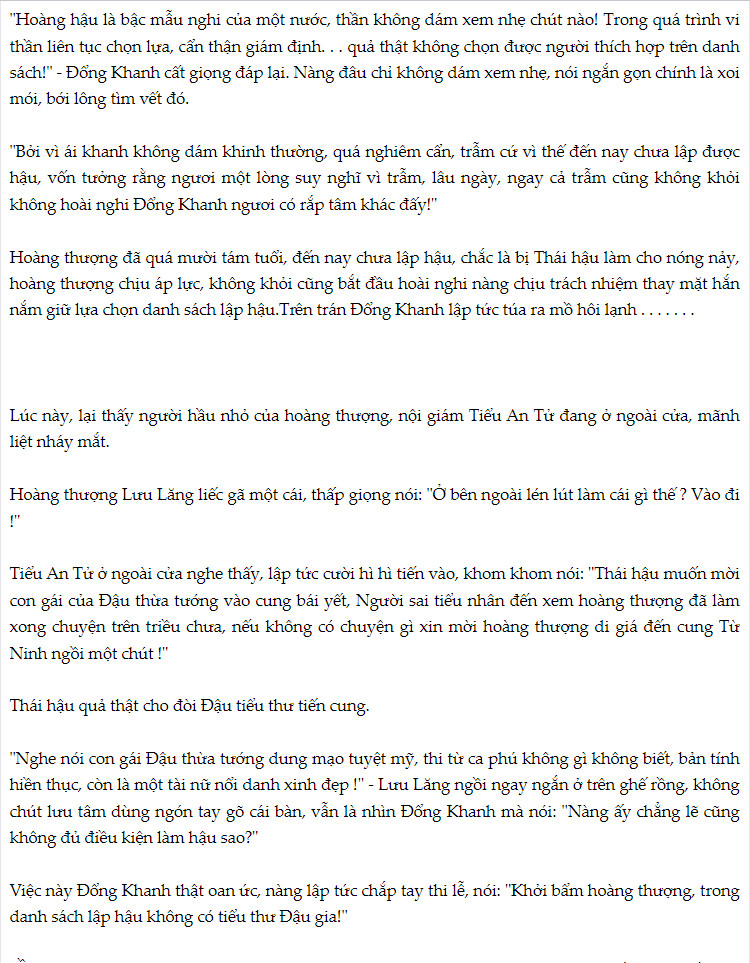 "Hoàng hậu là bậc mẫu nghi của một nước, thần không dám xem nhẹ chút nào! Trong quá trình vi
thần liên tục chọn lựa, cẩn thận giám định. . . quả thật không chọn được người thích hợp trên danh
sách!" - Đổng Khanh cất giọng đáp lại. Nàng đâu chỉ không dám xem nhẹ, nói ngắn gọn chính là xoi
mói, bới lông tìm vết đó.
"Bởi vì ái khanh không dám khinh thường, quá nghiêm cẩn, trẫm cứ vì thế đến nay chưa lập được
hậu, vốn tưởng rằng ngươi một lòng suy nghĩ vì trẫm, lâu ngày, ngay cả trẫm cũng không khỏi
không hoài nghi Đổng Khanh ngươi có rắp tâm khác đấy!"
Hoàng thượng đã quá mười tám tuổi, đến nay chưa lập hậu, chắc là bị Thái hậu làm cho nóng nảy,
hoàng thượng chịu áp lực, không khỏi cũng bắt đầu hoài nghi nàng chịu trách nhiệm thay mặt hắn
nắm giữ lựa chọn danh sách lập hậu.Trên trán Đổng Khanh lập tức túa ra mồ hôi lạnh . . . . . . .
Lúc này, lại thấy người hầu nhỏ của hoàng thượng, nội giám Tiểu An Tử đang ở ngoài cửa, mãnh
liệt nháy mắt.
Hoàng thượng Lưu Lăng liếc gã một cái, thấp giọng nói: "Ở bên ngoài lén lút làm cái gì thế ? Vào đi
!"
Tiểu An Tử ở ngoài cửa nghe thấy, lập tức cười hì hì tiến vào, khom khom nói: "Thái hậu muốn mời
con gái của Đậu thừa tướng vào cung bái yết, Người sai tiểu nhân đến xem hoàng thượng đã làm
xong chuyện trên triều chưa, nếu không có chuyện gì xin mời hoàng thượng di giá đến cung Từ
Ninh ngồi một chút !"
Thái hậu quả thật cho đòi Đậu tiểu thư tiến cung.
"Nghe nói con gái Đậu thừa tướng dung mạo tuyệt mỹ, thi từ ca phú không gì không biết, bản tính
hiền thục, còn là một tài nữ nổi danh xinh đẹp !" - Lưu Lăng ngồi ngay ngắn ở trên ghế rồng, không
chút lưu tâm dùng ngón tay gõ cái bàn, vẫn là nhìn Đổng Khanh mà nói: "Nàng ấy chẳng lẽ cũng
không đủ điều kiện làm hậu sao?"
Việc này Đổng Khanh thật oan ức, nàng lập tức chắp tay thi lễ, nói: "Khởi bẩm hoàng thượng, trong
danh sách lập hậu không có tiểu thư Đậu gia!"